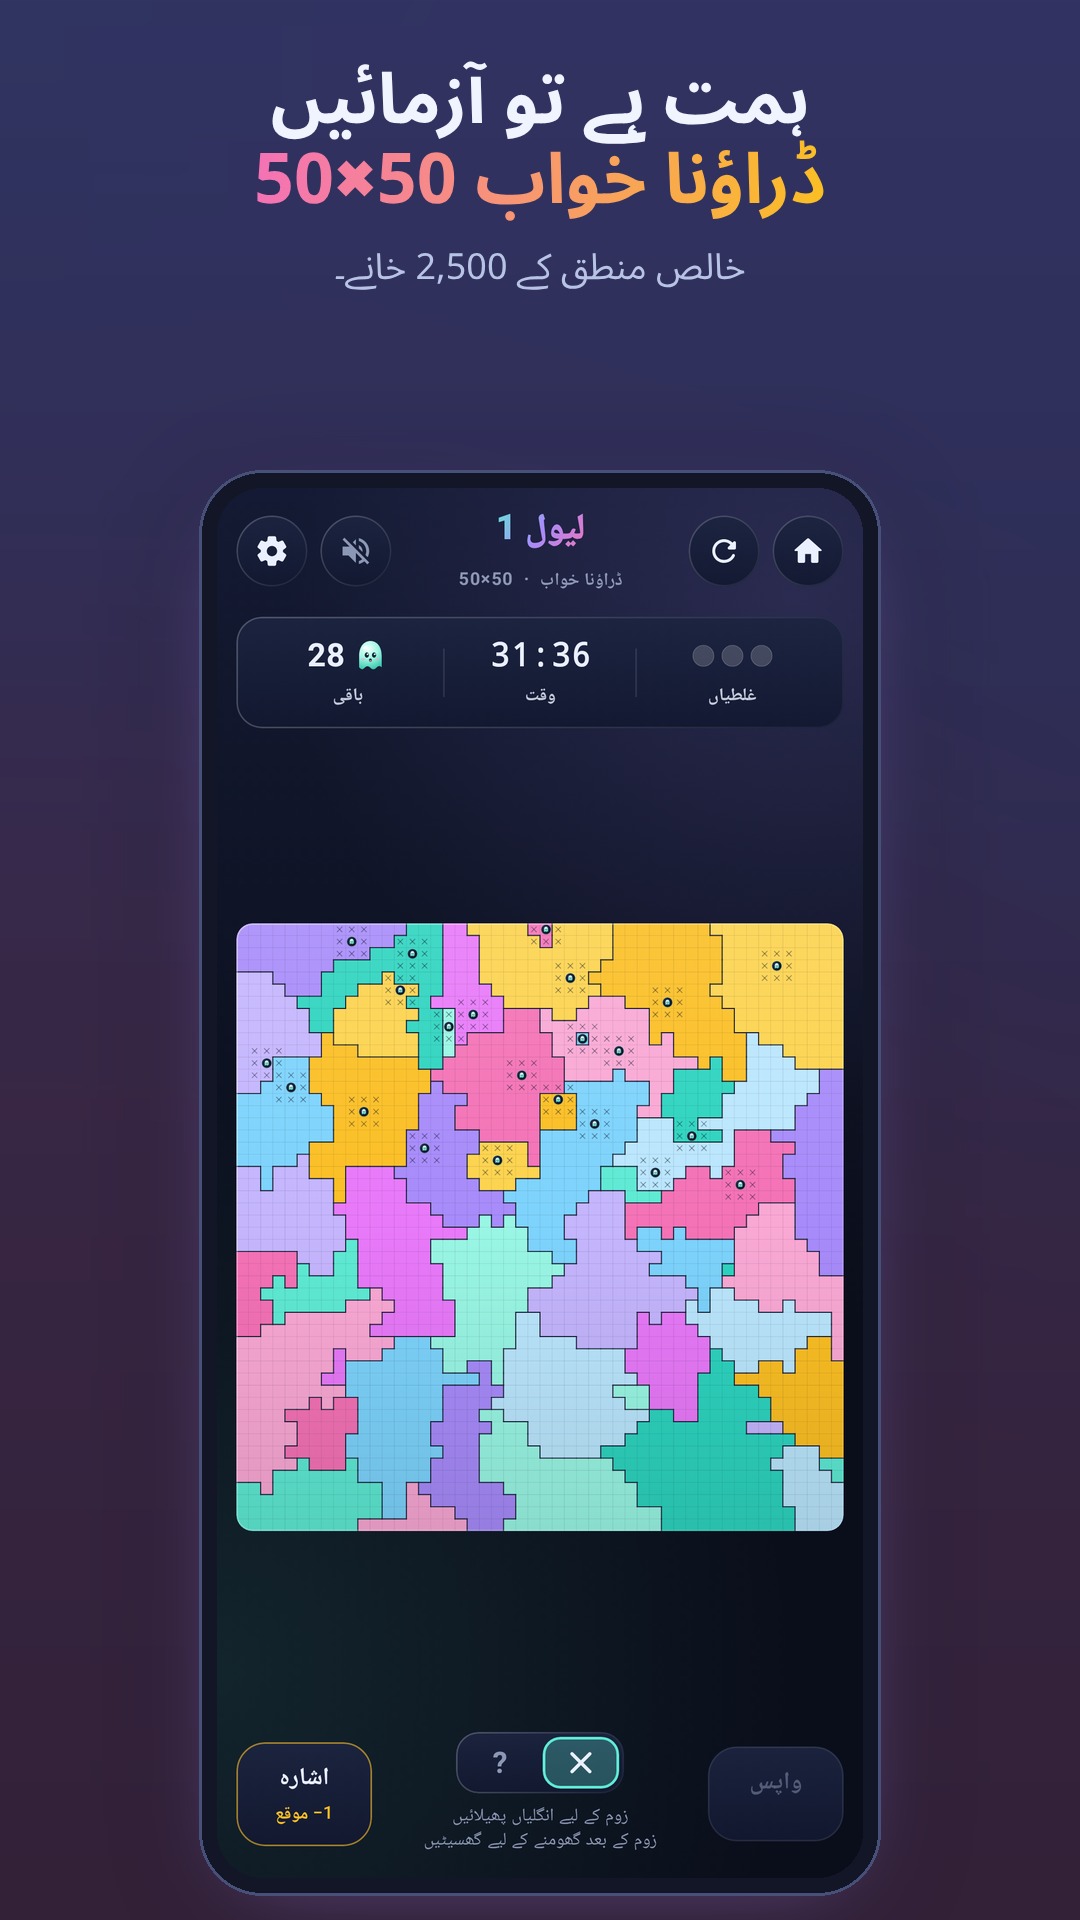 ہمت ہے تو آزمائیں
ڈراؤنا خواب 50×50
خالص منطق کے 2,500 خانے۔
لیول 1
ڈراؤنا خواب · 50×50
غلطیاں
31:36
وقت
28
باقی
واپس
?
زوم کے لیے انگلیاں پھیلائیں
زوم کے بعد گھومنے کے لیے گھسیٹیں
اشارہ
−1 موقع